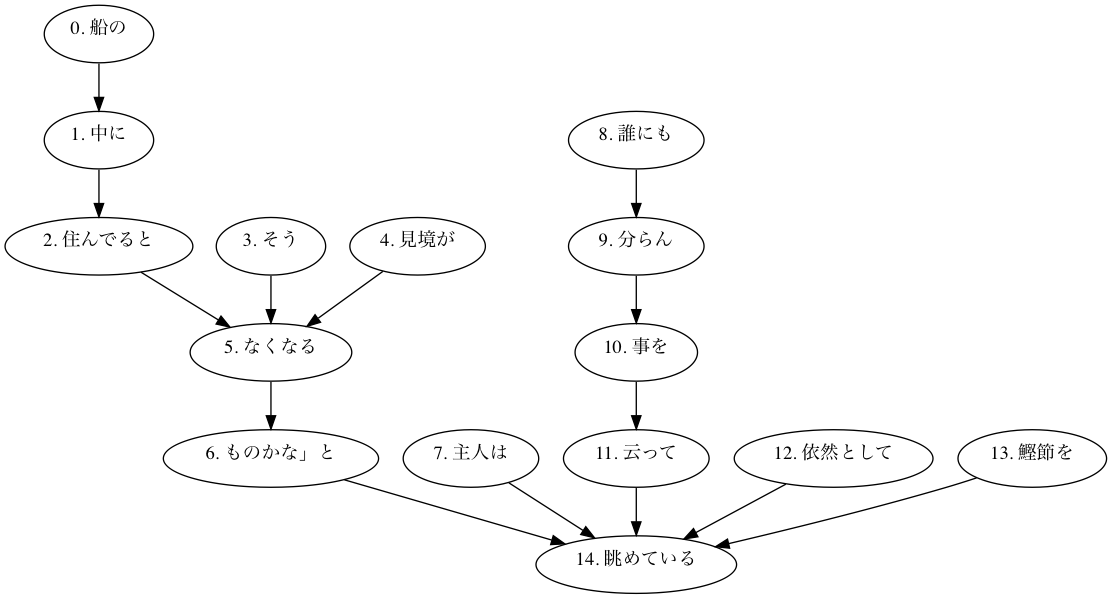 0. 船の
1. 中に
8. 誰にも
2. 住んでると
3. そう
4. 見境が
9. 分らん
5. なくなる
10. 事を
6. ものかな」と
7. 主人は
11. 云って
12. 依然として
13. 鰹節を
14. 眺めている